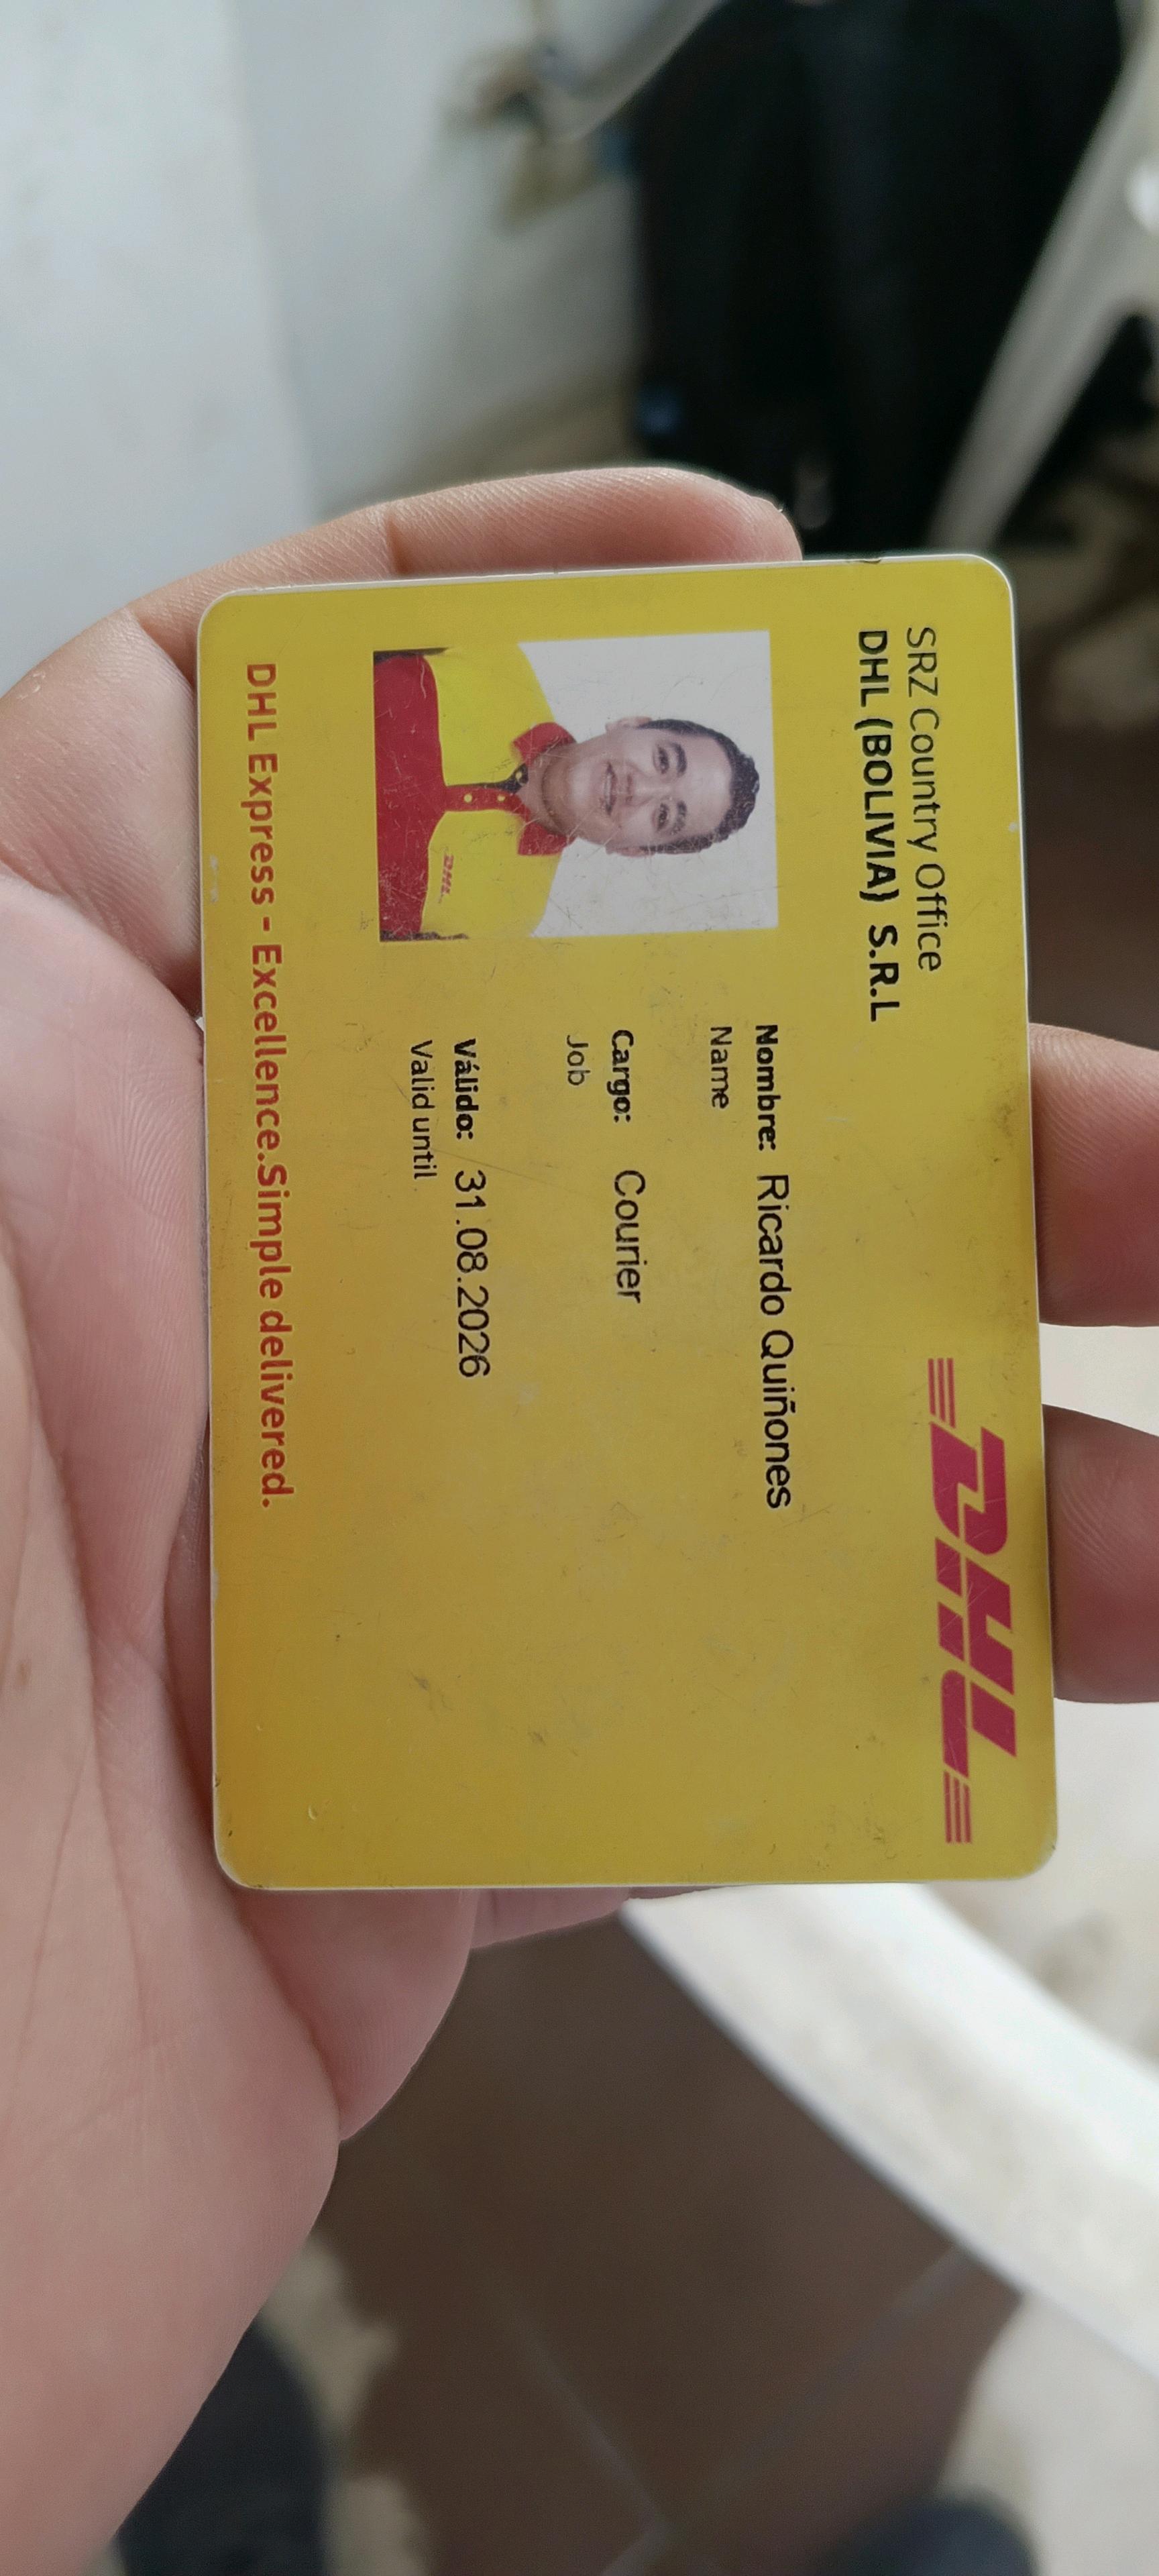 SRZ Country Office
DHL (BOLIVIA) S.R.L
DHL
DHL
Nombre: Ricardo Quiñones
Name
Cargo: Courier
Job
Válido: 31.08.2026
Valid until
DHL Express - Excellence.Simple delivered.